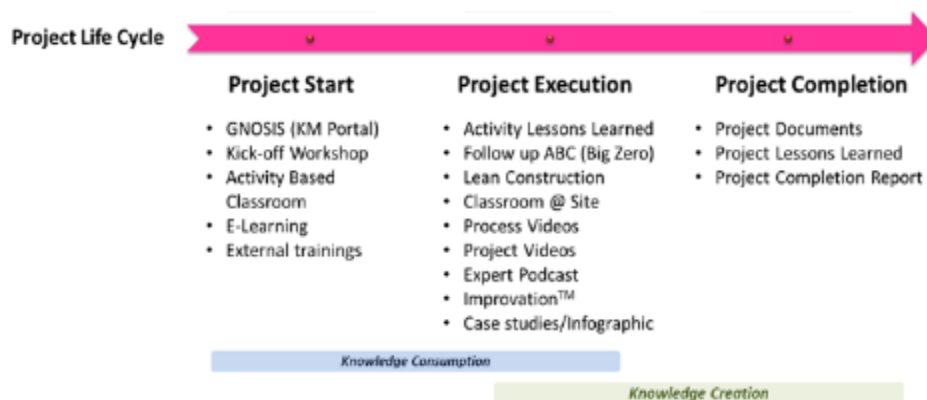 Project Life Cycle
Project Start
• GNOSIS (KM Portal)
• Kick-off Workshop
• Activity Based
Classroom
• E-Learning
• External trainings
Project Execution
• Activity Lessons Learned
• Follow up ABC (Big Zero)
• Lean Construction
• Classroom @ Site
• Process Videos
• Project Videos
• Expert Podcast
• Improvation™
• Case studies/Infographic
Project Completion
• Project Documents
• Project Lessons Learned
• Project Completion Report
Knowledge Consumption
Knowledge Creation